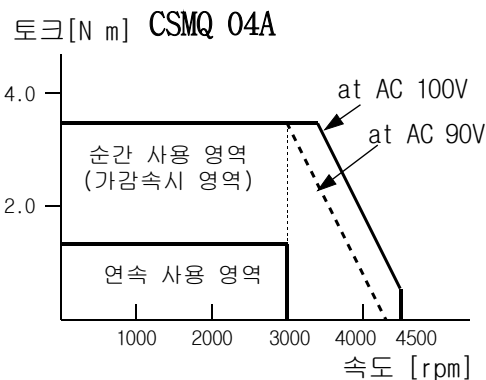 토크[N m] CSMQ 04A
4.0
at AC 100V
at AC 90V
순간 사용 영역
(가감속시 영역)
2.0
연속 사용 영역
1000 2000 3000 4000 4500
속도 [rpm]